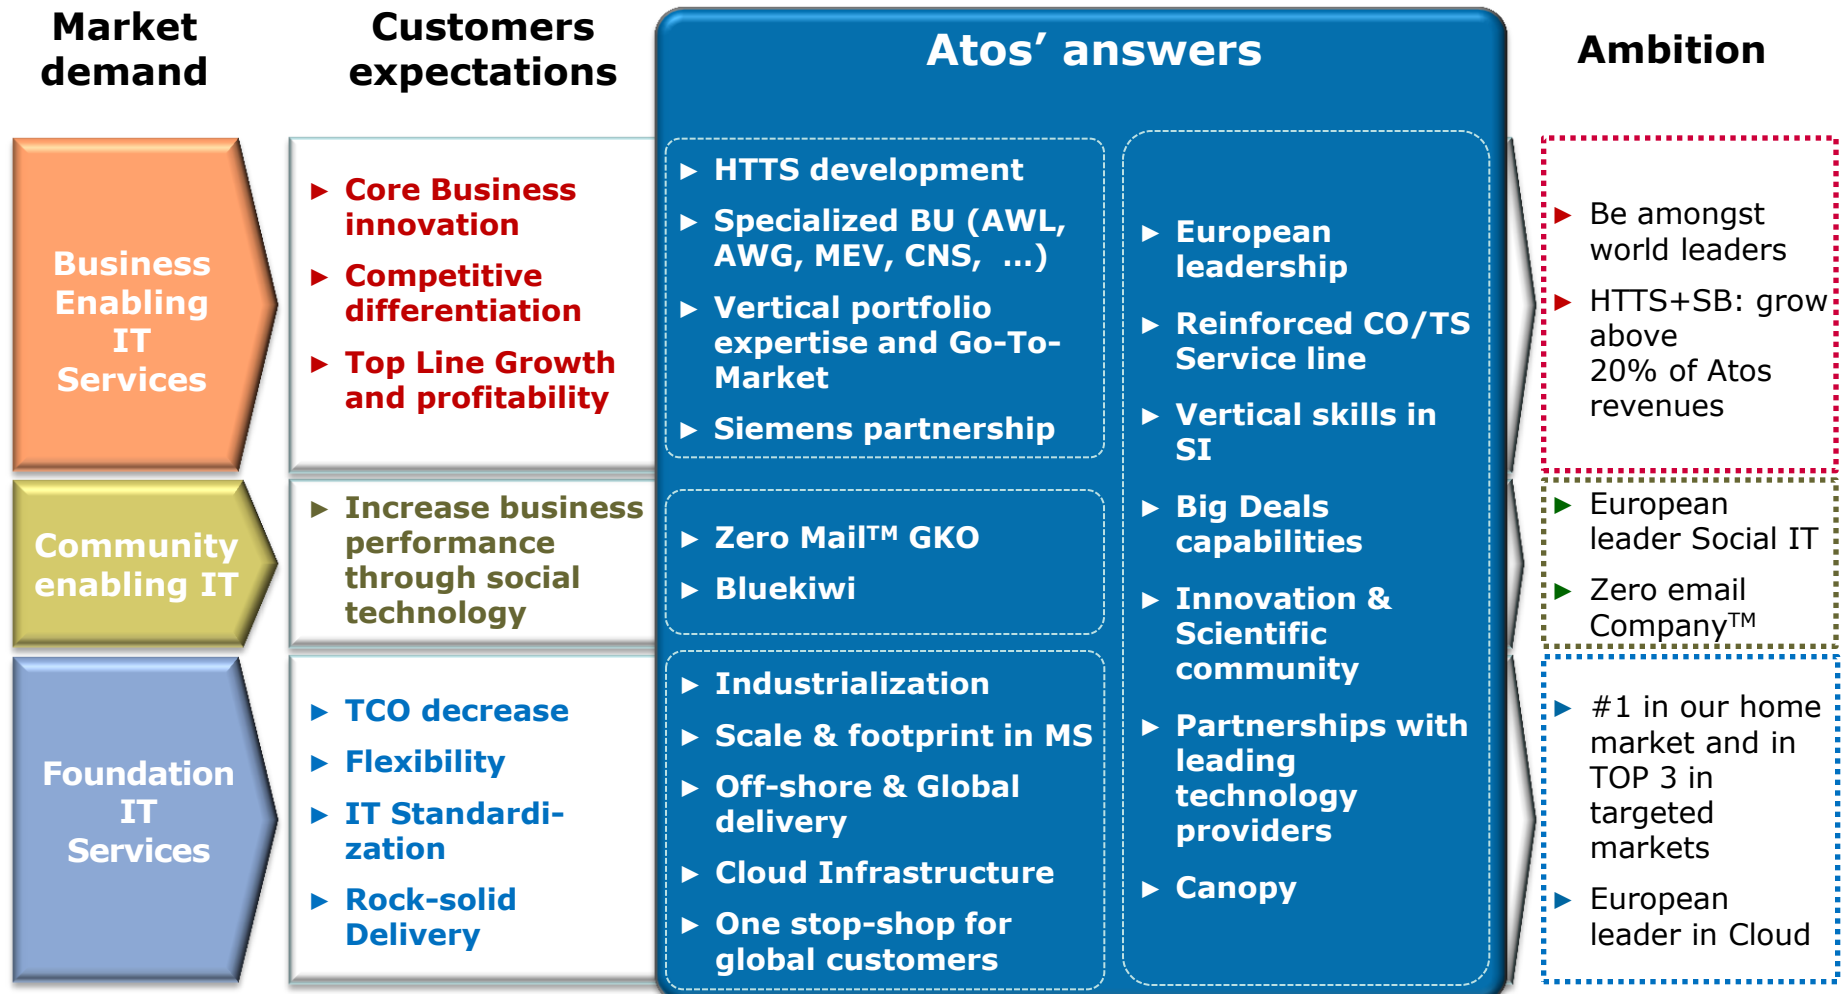 Market
demand
Customers
expectations
Atos’ answers
Ambition
Business
Enabling
IT
Services
► Core Business
innovation
► Competitive
differentiation
► Top Line Growth
and profitability
► HTTS development
► Specialized BU (AWL,
AWG, MEV, CNS, ...)
► Vertical portfolio
expertise and Go-To-
Market
► Siemens partnership
► European
leadership
► Reinforced CO/TS
Service line
► Vertical skills in
SI
► Big Deals
capabilities
► Innovation &
Scientific
community
► Partnerships with
leading
technology
providers
► Canopy
► Be amongst
world leaders
► HTTS+SB: grow
above
20% of Atos
revenues
Community
enabling IT
► Increase business
performance
through social
technology
► Zero Mail™ GKO
► Bluekiwi
► European
leader Social IT
► Zero email
Company™
Foundation
IT
Services
► TCO decrease
► Flexibility
► IT Standardi-
zation
► Rock-solid
Delivery
► Industrialization
► Scale & footprint in MS
► Off-shore & Global
delivery
► Cloud Infrastructure
► One stop-shop for
global customers
► #1 in our home
market and in
TOP 3 in
targeted
markets
► European
leader in Cloud